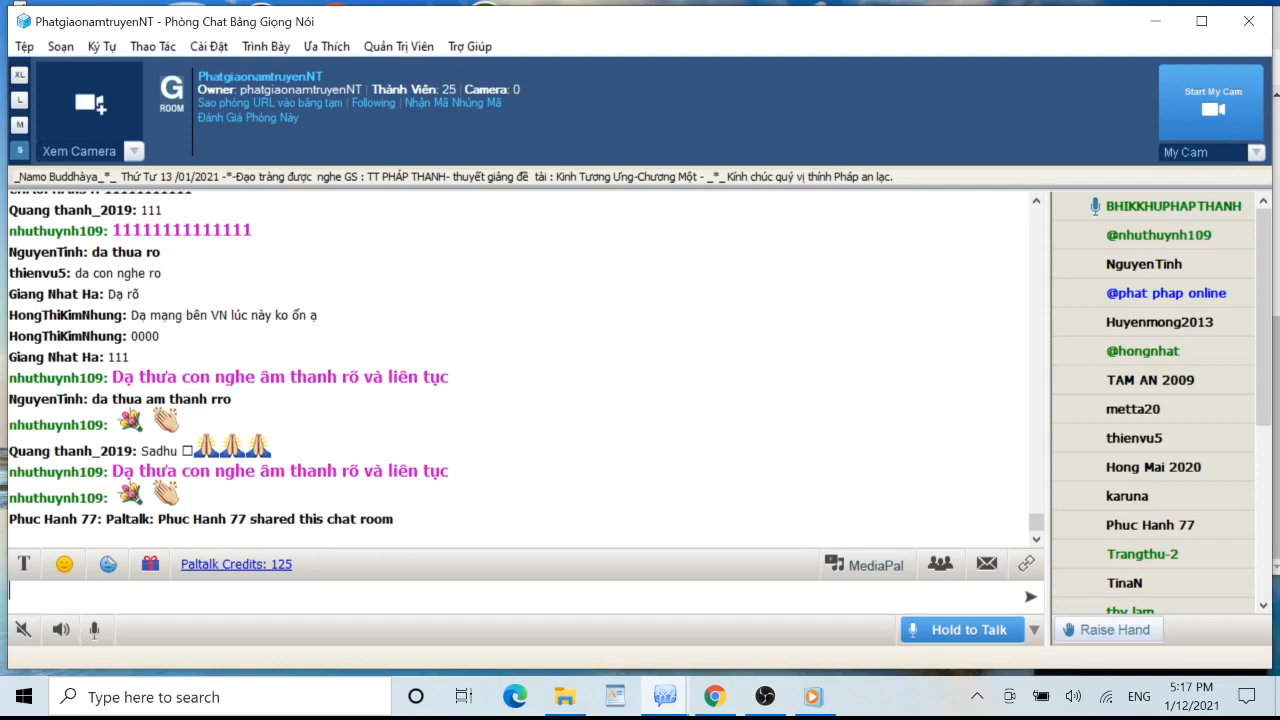 PhatgiaonamtruyenNT - Phòng Chat Bằng Giọng Nói
Tệp Soạn Ký Tự Thao Tác Cài Đặt Trình Bày Ưa Thích Quản Trị Viên Trợ Giúp
XL
L
M
S
Xem Camera
G
ROOM
PhatgiaonamtruyenNT
Owner: phatgiaonamtruyenNT | Thành Viên: 25 | Camera: 0
Sao phỏng URL vào bảng tạm | Following | Nhận Mã Nhúng Mã
Đánh Giá Phòng Này
Start My Cam
My Cam
_Namo Buddhàya_*_ Thứ Tư 13 /01/2021 -*-Đạo tràng được nghe GS : TT PHÁP THANH- thuyết giảng đề tài : Kinh Tương Ưng-Chương Một - _*_Kính chúc quý vị thính Pháp an lạc.
Quang thanh_2019: 111
nhuthuynh109: 11111111111111
NguyenTinh: da thua ro
thienvu5: da con nghe ro
Giang Nhat Ha: Dạ rõ
HongThiKimNhung: Dạ mạng bên VN lúc này ko ổn ạ
HongThiKimNhung: 0000
Giang Nhat Ha: 111
nhuthuynh109: Dạ thưa con nghe âm thanh rõ và liên tục
NguyenTinh: da thua am thanh rro
nhuthuynh109:
Quang thanh_2019: Sadhu
nhuthuynh109: Dạ thưa con nghe âm thanh rõ và liên tục
nhuthuynh109:
Phuc Hanh 77: Paltalk: Phuc Hanh 77 shared this chat room
BHIKKHUPHAPTHANH
@nhuthuynh109
NguyenTinh
@phat phap online
Huyenmong2013
@hongnhat
TAM AN 2009
metta20
thienvu5
Hong Mai 2020
karuna
Phuc Hanh 77
Trangthu-2
TinaN
thy lam
T
Paltalk Credits: 125
MediaPal
Hold to Talk
Raise Hand
Type here to search
ENG
5:17 PM
1/12/2021